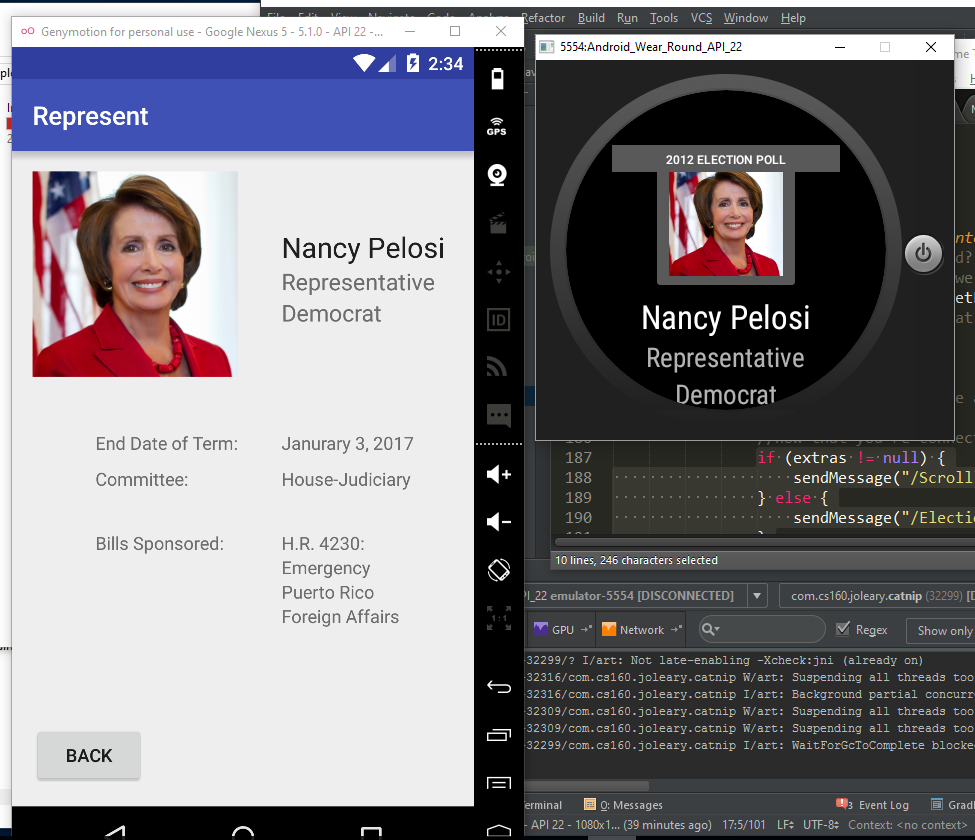 File Edit View Navigate Code Analyze Refactor Build Run Tools VCS Window Help
Genymotion for personal use - Google Nexus 5 - 5.1.0 - API 22 -...
2:34
Represent
Nancy Pelosi
Representative
Democrat
End Date of Term: Janurary 3, 2017
Committee: House-Judiciary
Bills Sponsored: H.R. 4230:
Emergency
Puerto Rico
Foreign Affairs
BACK
GPS
ID
1:1
5554:Android_Wear_Round_API_22
2012 ELECTION POLL
Nancy Pelosi
Representative
Democrat
187 if (extras != null) {
188 sendMessage("/Scroll
189 } else {
190 sendMessage("/Electio
10 lines, 246 characters selected
PI_22 emulator-5554 [DISCONNECTED] com.cs160.joleary.catnip (32299) [D
GPU Network Regex Show only
-32299/? I/art: Not late-enabling -Xcheck:jni (already on)
-32316/com.cs160.joleary.catnip W/art: Suspending all threads too
-32316/com.cs160.joleary.catnip I/art: Background partial concurr
-32309/com.cs160.joleary.catnip W/art: Suspending all threads too
-32309/com.cs160.joleary.catnip W/art: Suspending all threads too
-32299/com.cs160.joleary.catnip I/art: WaitForGcToComplete blocke
erminal 0: Messages 3 Event Log Gradl
- API 22 - 1080x1... (39 minutes ago) 17:5/101 LF÷ UTF-8÷ Context: <no context>